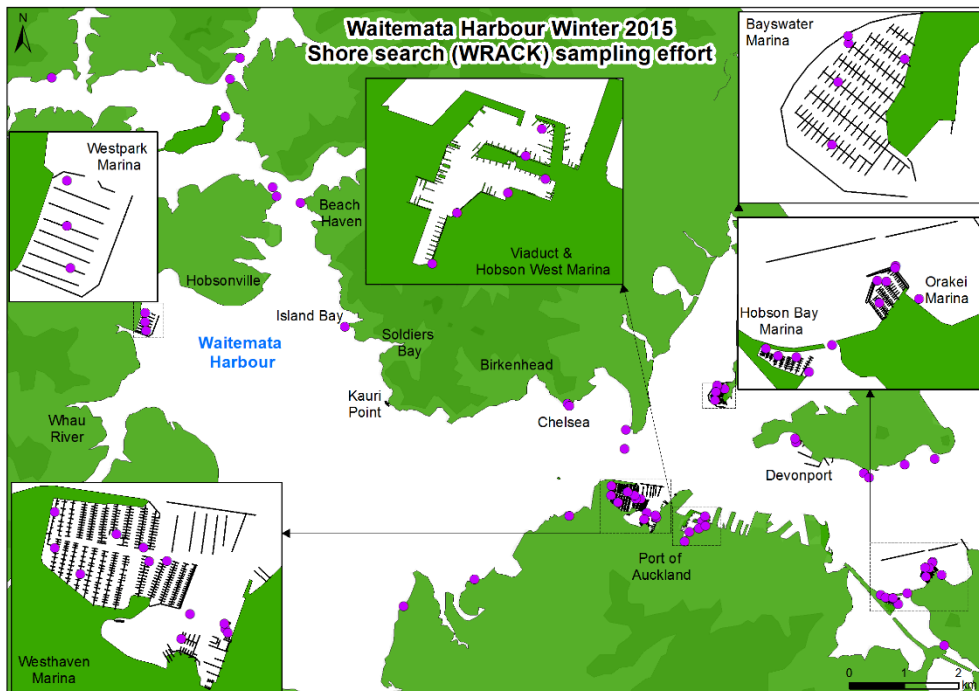 Waitemata Harbour Winter 2015
Shore search (WRACK) sampling effort
N
Bayswater
Marina
Westpark
Marina
Beach
Haven
Viaduct &
Hobson West Marina
Hobsonville
Orakei
Marina
Hobson Bay
Marina
Island Bay
Soldiers
Bay
Waitemata
Harbour
Birkenhead
Kauri
Point
Chelsea
Whau
River
Devonport
Port of
Auckland
Westhaven
Marina
0 1 2
km